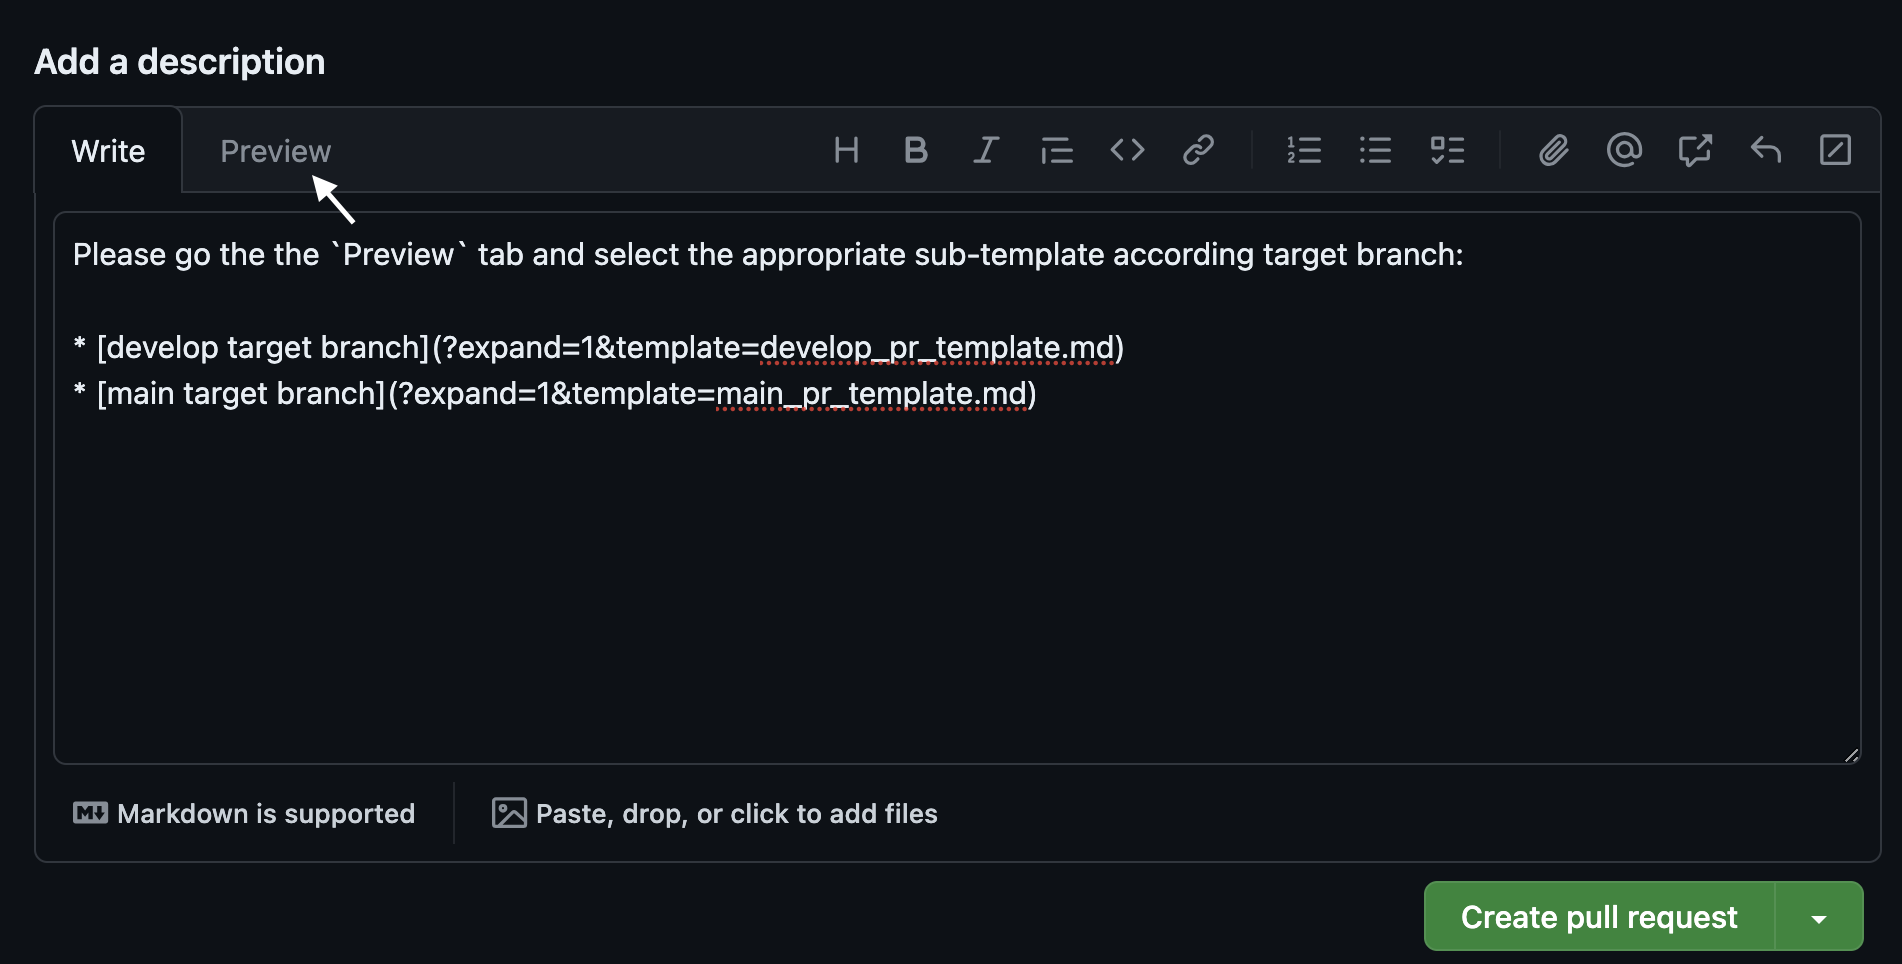 Add a description
Write
Preview
Please go the the `Preview` tab and select the appropriate sub-template according target branch:
* [develop target branch](?expand=1&template=develop_pr_template.md)
* [main target branch](?expand=1&template=main_pr_template.md)
Markdown is supported
Paste, drop, or click to add files
Create pull request